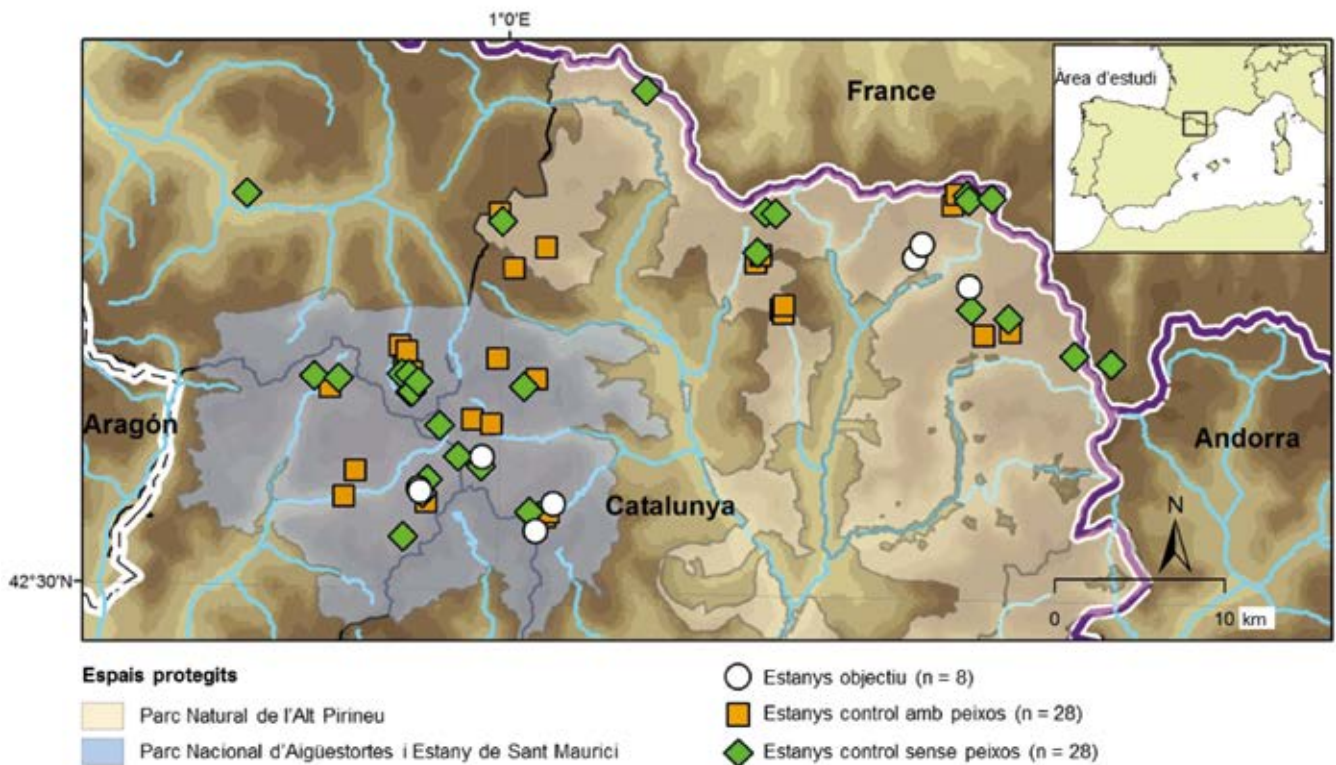 1°0'E
Àrea d'estudi
France
Aragón
Andorra
Catalunya
N
42°30'N
0 10 km
Espais protegits
Parc Natural de l'Alt Pirineu
Parc Nacional d'Aigüestortes i Estany de Sant Maurici
Estanys objectiu (n = 8)
Estanys control amb peixos (n = 28)
Estanys control sense peixos (n = 28)